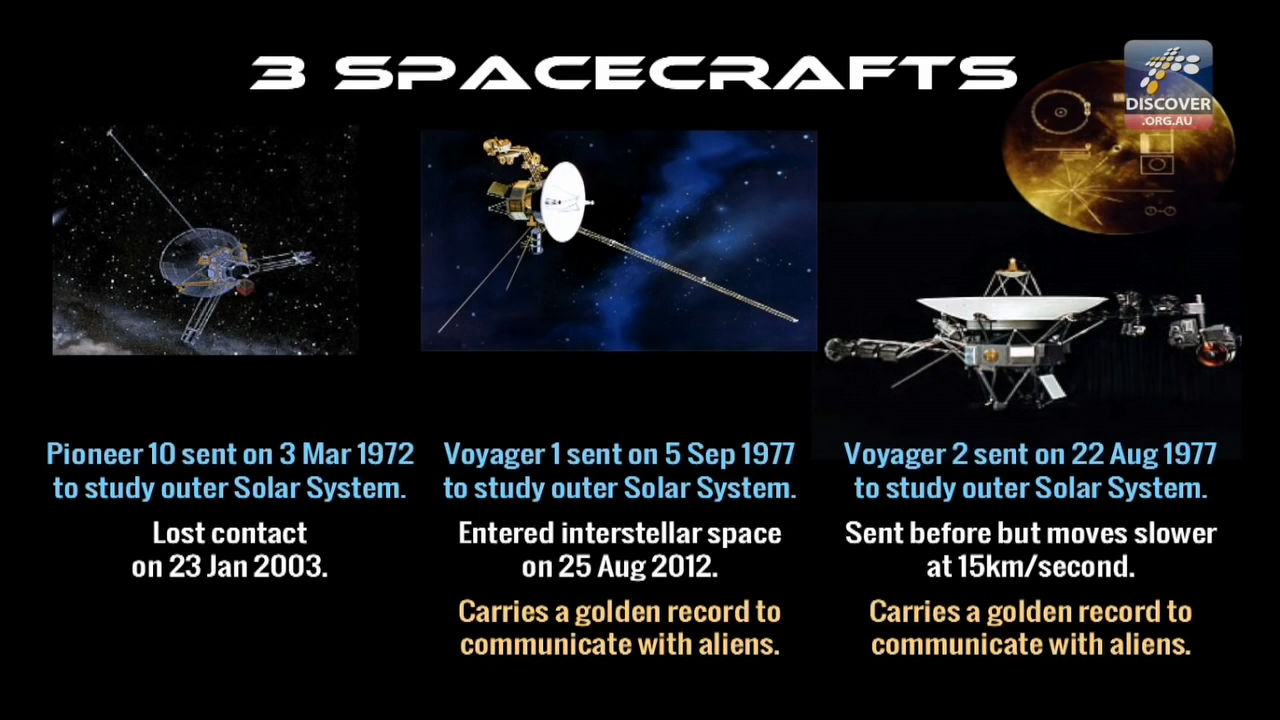 3 SPACECRAFTS
DISCOVER
.ORG.AU
Pioneer 10 sent on 3 Mar 1972
to study outer Solar System.
Lost contact
on 23 Jan 2003.
Voyager 1 sent on 5 Sep 1977
to study outer Solar System.
Entered interstellar space
on 25 Aug 2012.
Carries a golden record to
communicate with aliens.
Voyager 2 sent on 22 Aug 1977
to study outer Solar System.
Sent before but moves slower
at 15km/second.
Carries a golden record to
communicate with aliens.